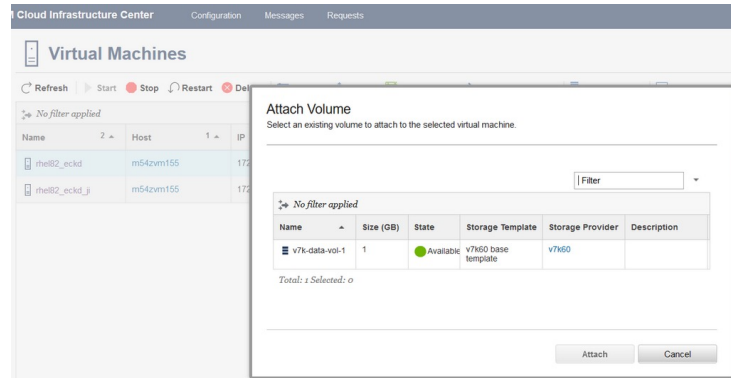 M Cloud Infrastructure Center Configuration Messages Requests
Virtual Machines
Refresh Start Stop Restart Del
No filter applied
Name 2 Host 1 IP
rhel82_eckd m54zvm155 172
rhel82_eckd_ji m54zvm155 172
Attach Volume
Select an existing volume to attach to the selected virtual machine.
Filter
No filter applied
Name Size (GB) State Storage Template Storage Provider Description
v7k-data-vol-1 1 Available v7k60 base v7k60
template
Total: 1 Selected: 0
Attach Cancel